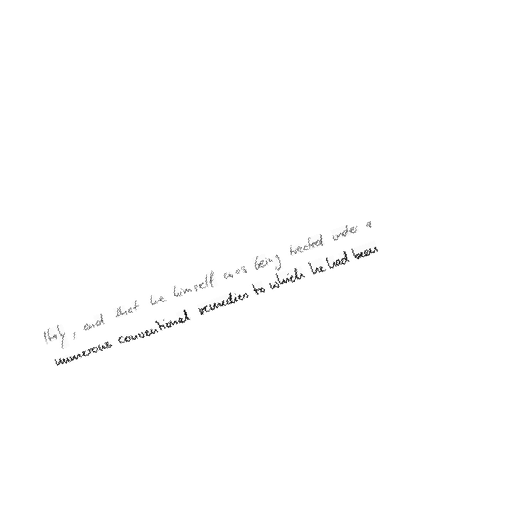 Italy, and that he himself was being treated under a
numerous conventional remedies to which he had been